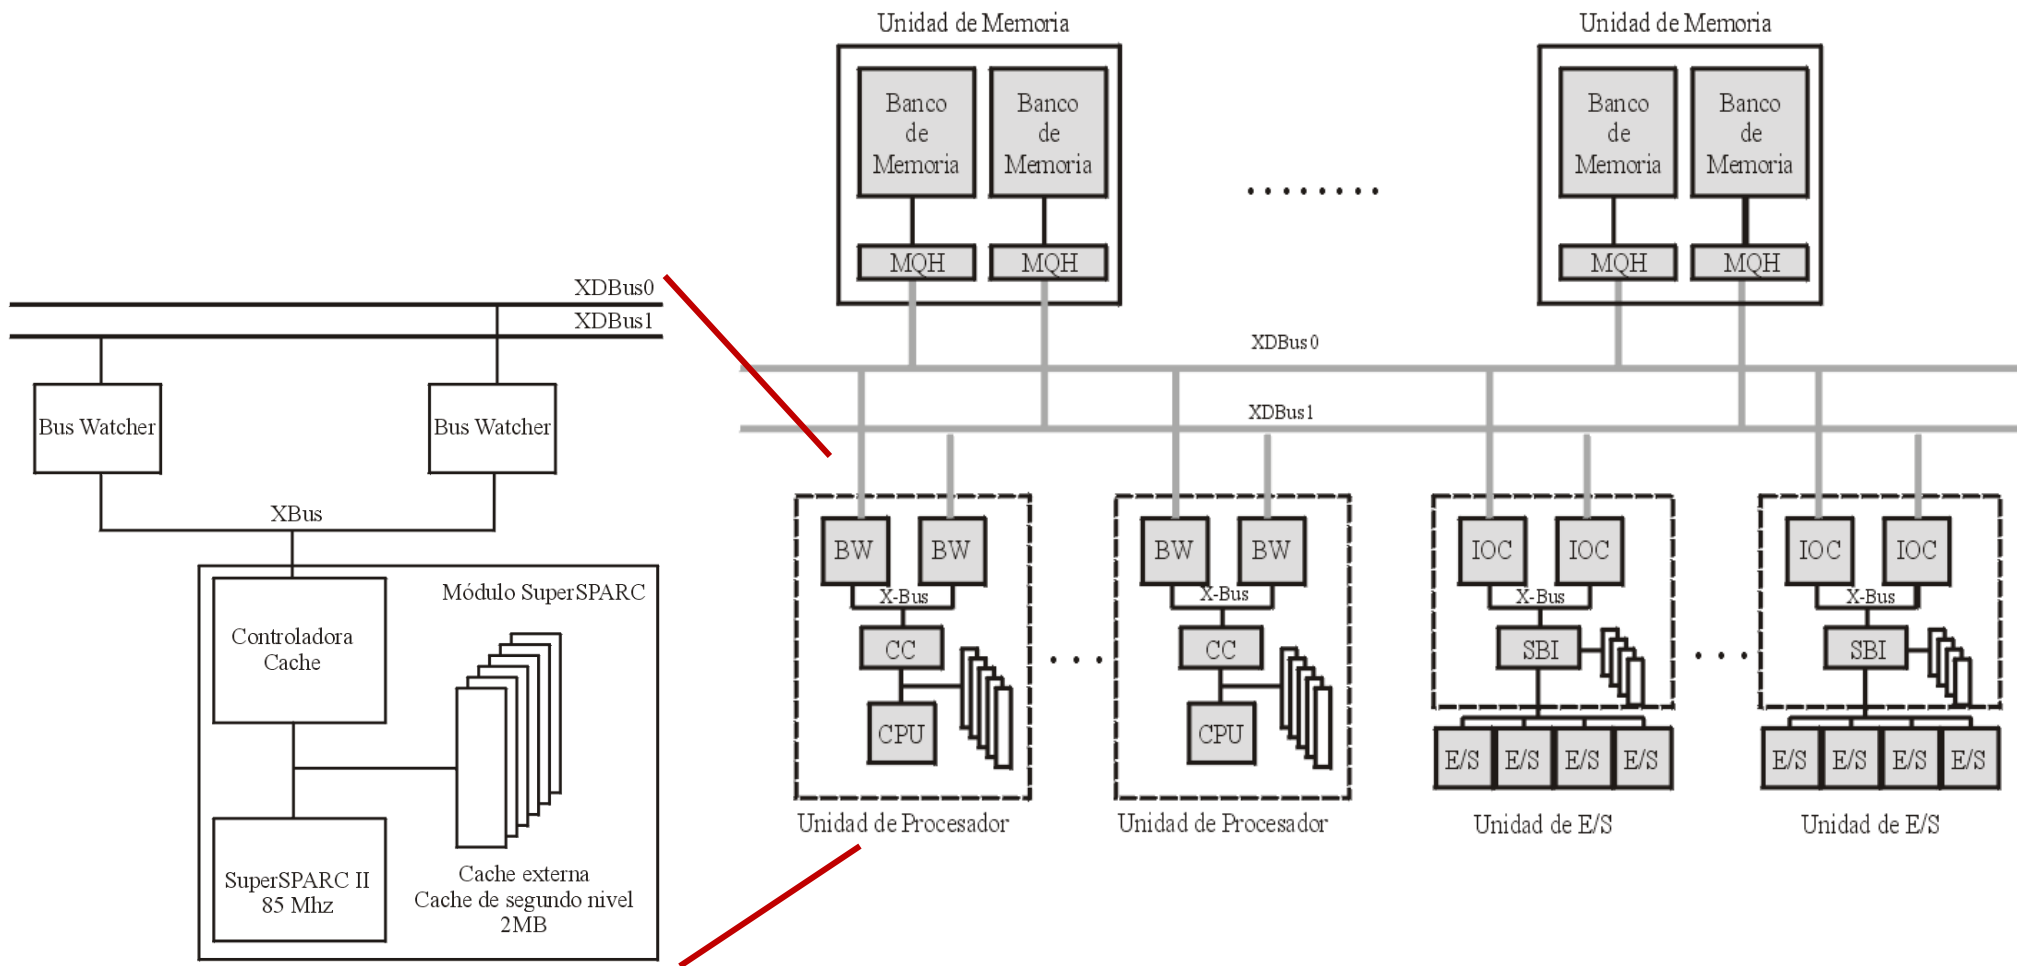 XDBus0
XDBus1
Bus Watcher
Bus Watcher
XBus
Módulo SuperSPARC
Controladora
Cache
SuperSPARC II
85 Mhz
Cache externa
Cache de segundo nivel
2MB
Unidad de Memoria
Unidad de Memoria
Banco
de
Memoria
Banco
de
Memoria
Banco
de
Memoria
Banco
de
Memoria
MQH
MQH
MQH
MQH
XDBus0
XDBus1
BW
BW
BW
BW
IOC
IOC
IOC
IOC
X-Bus
X-Bus
X-Bus
X-Bus
CC
CC
SBI
SBI
CPU
CPU
E/S
E/S
E/S
E/S
E/S
E/S
E/S
E/S
Unidad de Procesador
Unidad de Procesador
Unidad de E/S
Unidad de E/S